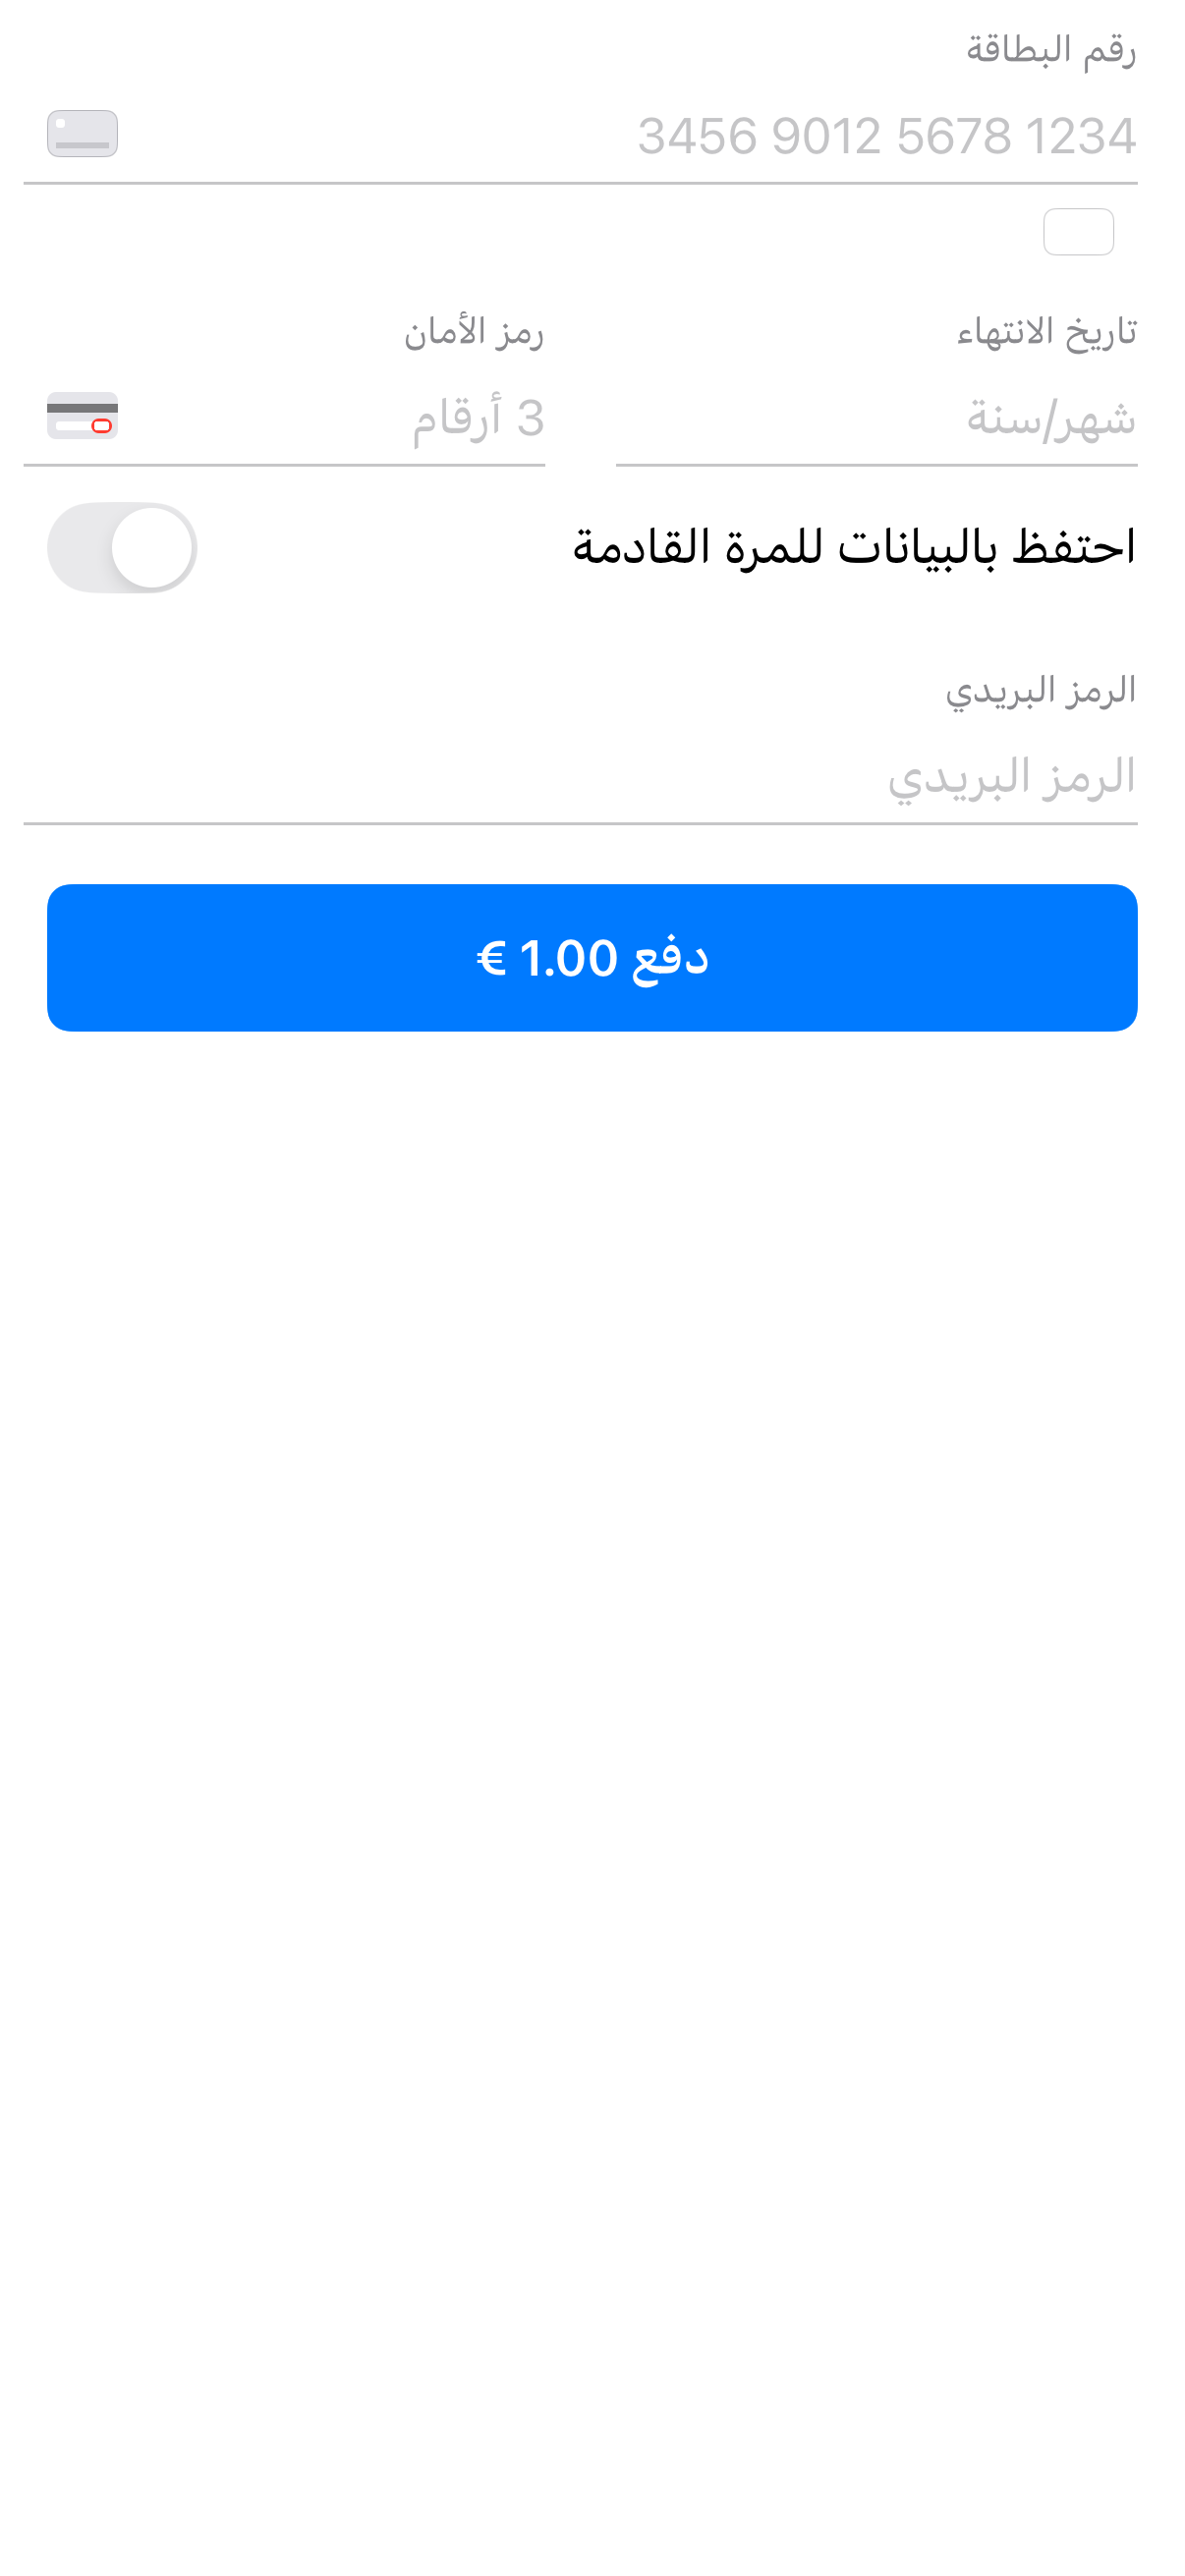 رقم البطاقة
3456 9012 5678 1234
تاريخ الانتهاء
رمز الأمان
شهر/سنة
3 أرقام
احتفظ بالبيانات للمرة القادمة
الرمز البريدي
الرمز البريدي
دفع 1.00 €